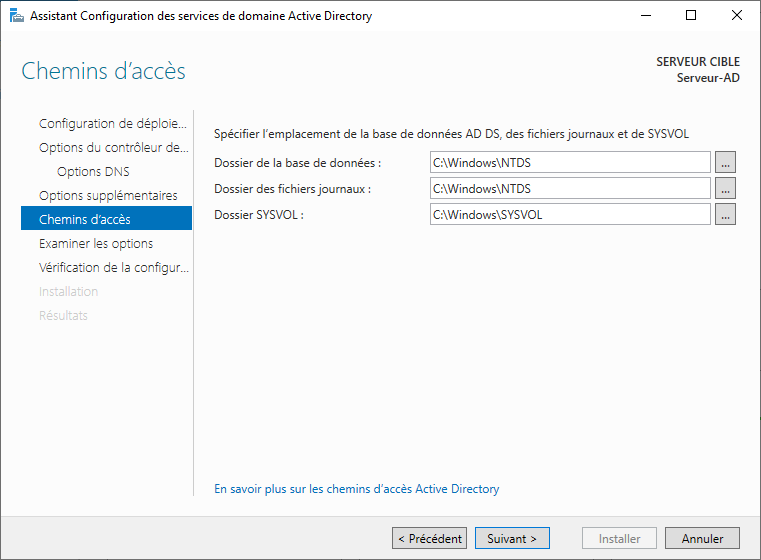 Assistant Configuration des services de domaine Active Directory
Chemins d’accès
SERVEUR CIBLE
Serveur-AD
Configuration de déploie...
Options du contrôleur de...
Options DNS
Options supplémentaires
Chemins d’accès
Examiner les options
Vérification de la configur...
Installation
Résultats
Spécifier l’emplacement de la base de données AD DS, des fichiers journaux et de SYSVOL
Dossier de la base de données : C:\Windows\NTDS ...
Dossier des fichiers journaux : C:\Windows\NTDS ...
Dossier SYSVOL : C:\Windows\SYSVOL ...
En savoir plus sur les chemins d’accès Active Directory
< Précédent Suivant > Installer Annuler